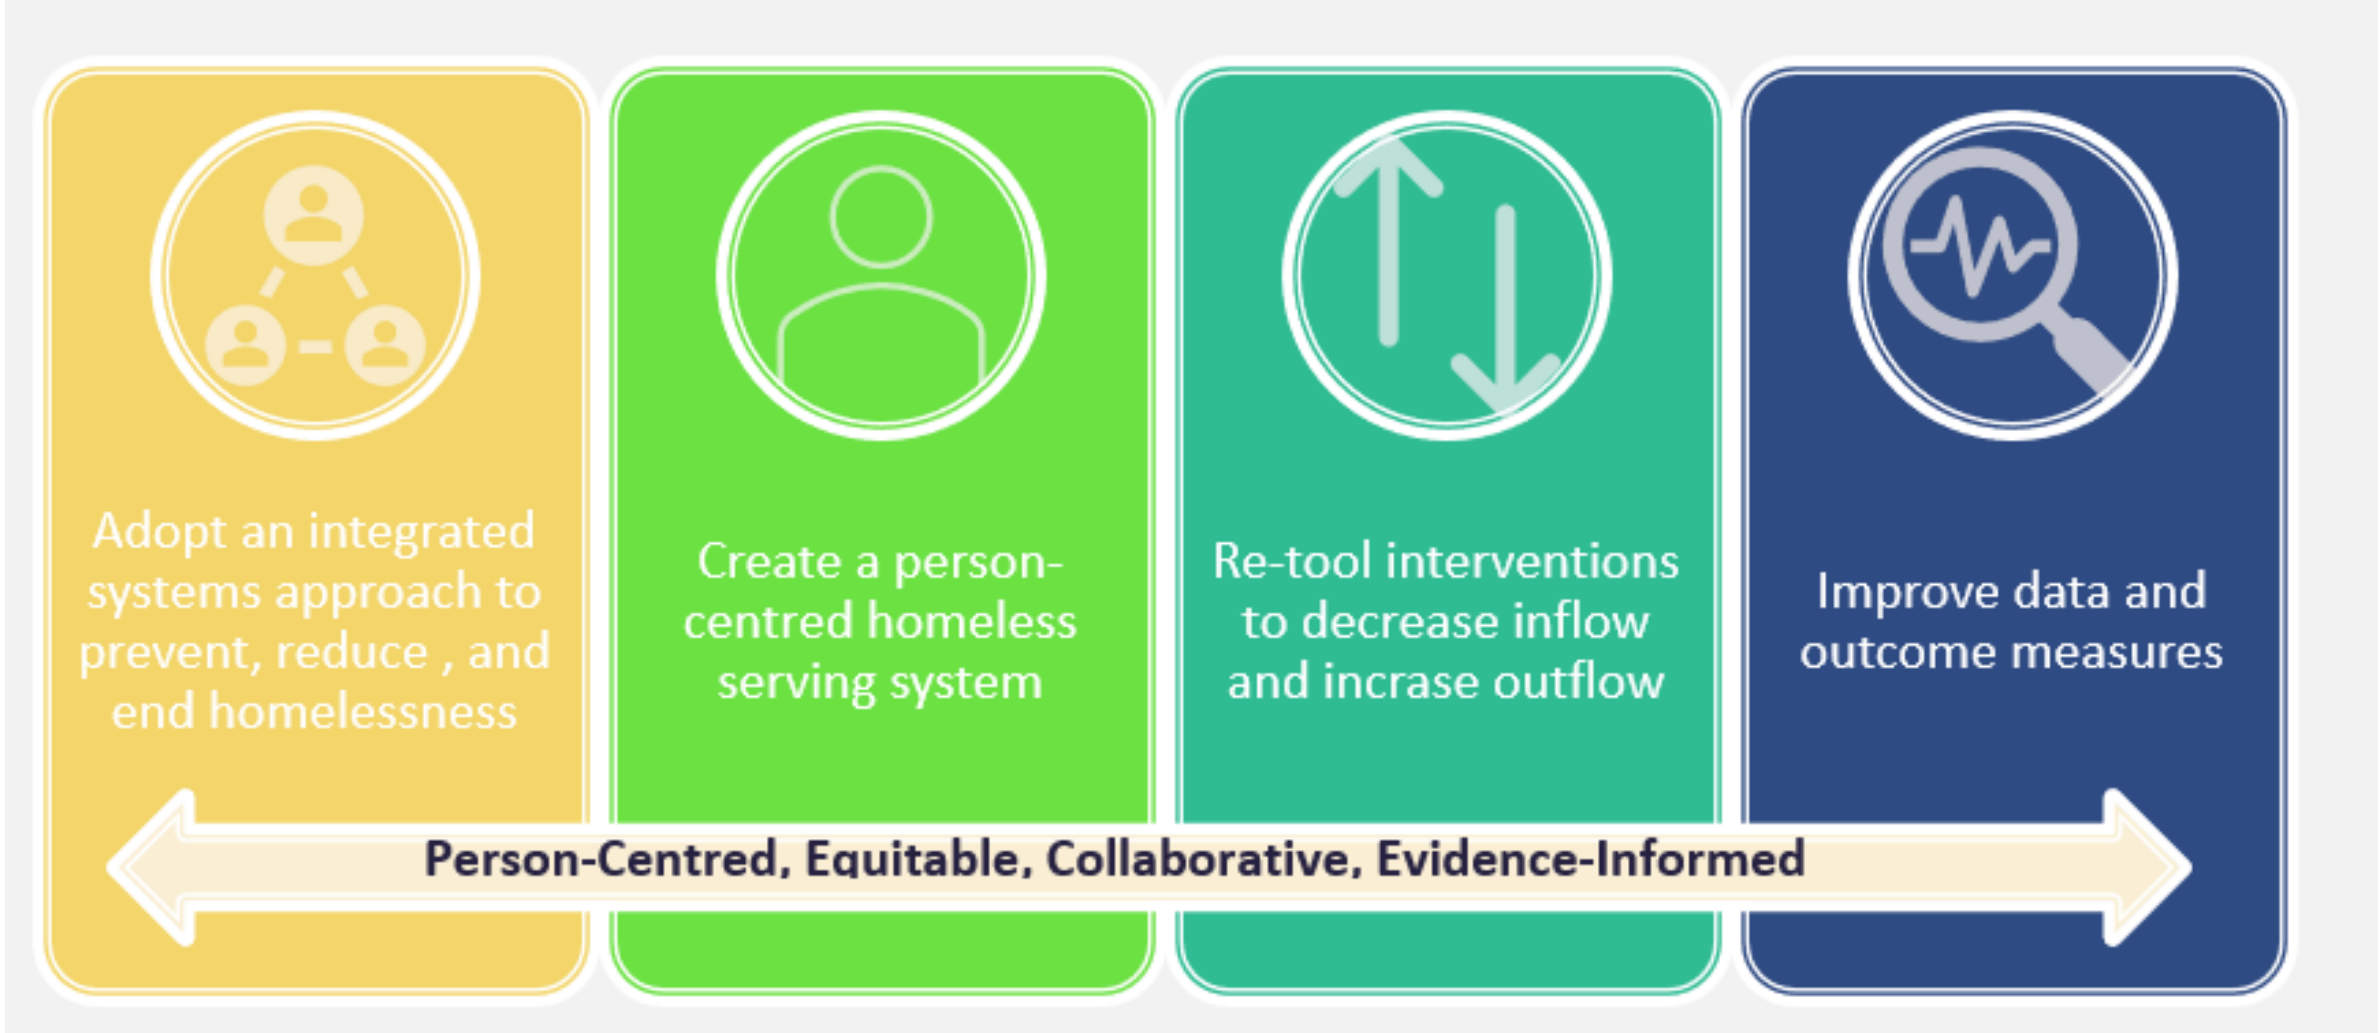 Adopt an integrated
systems approach to
prevent, reduce , and
end homelessness
Create a person-
centred homeless
serving system
Re-tool interventions
to decrease inflow
and incrase outflow
Improve data and
outcome measures
Person-Centred, Equitable, Collaborative, Evidence-Informed